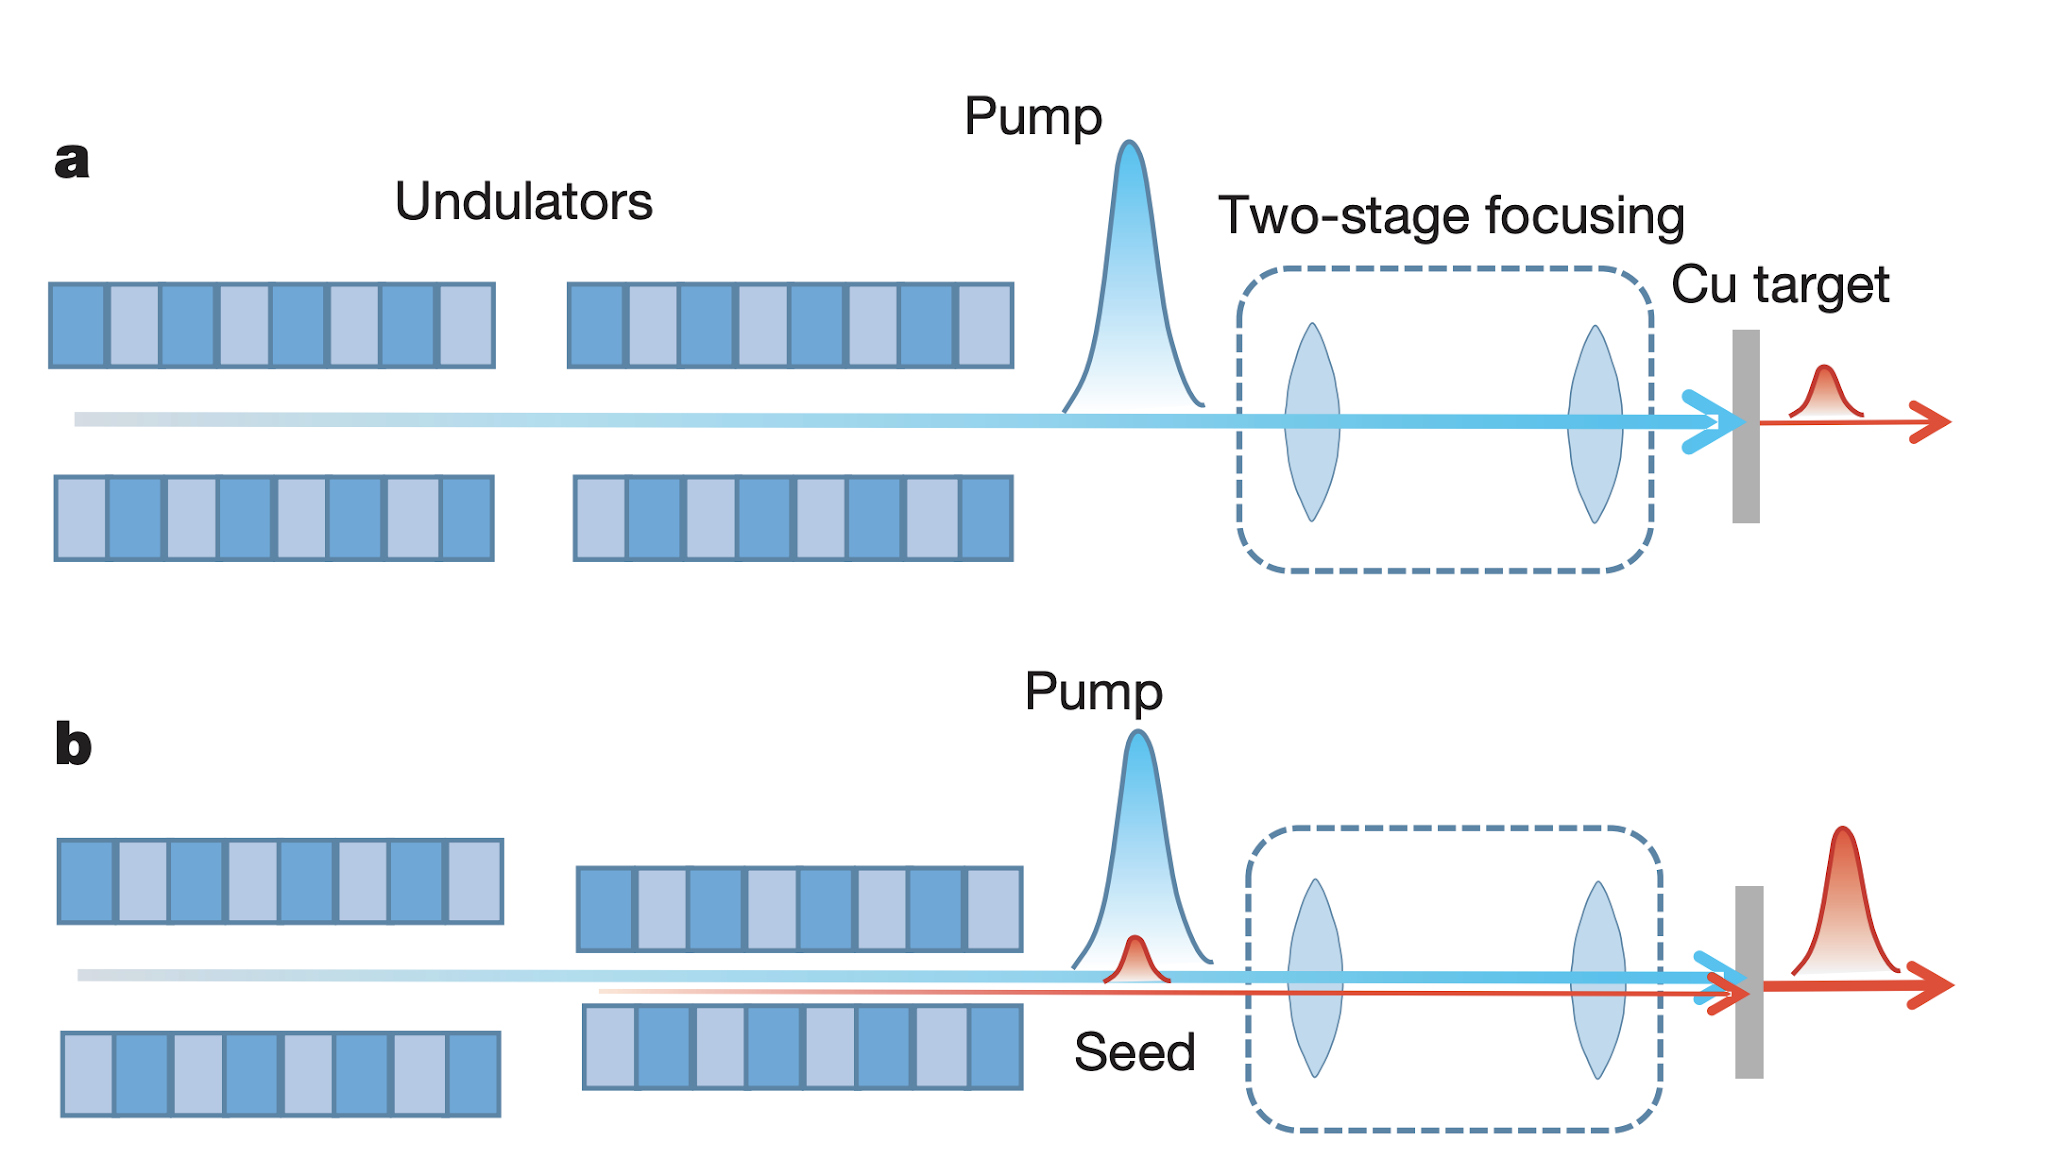 a
Undulators
Pump
Two-stage focusing
Cu target
b
Pump
Seed